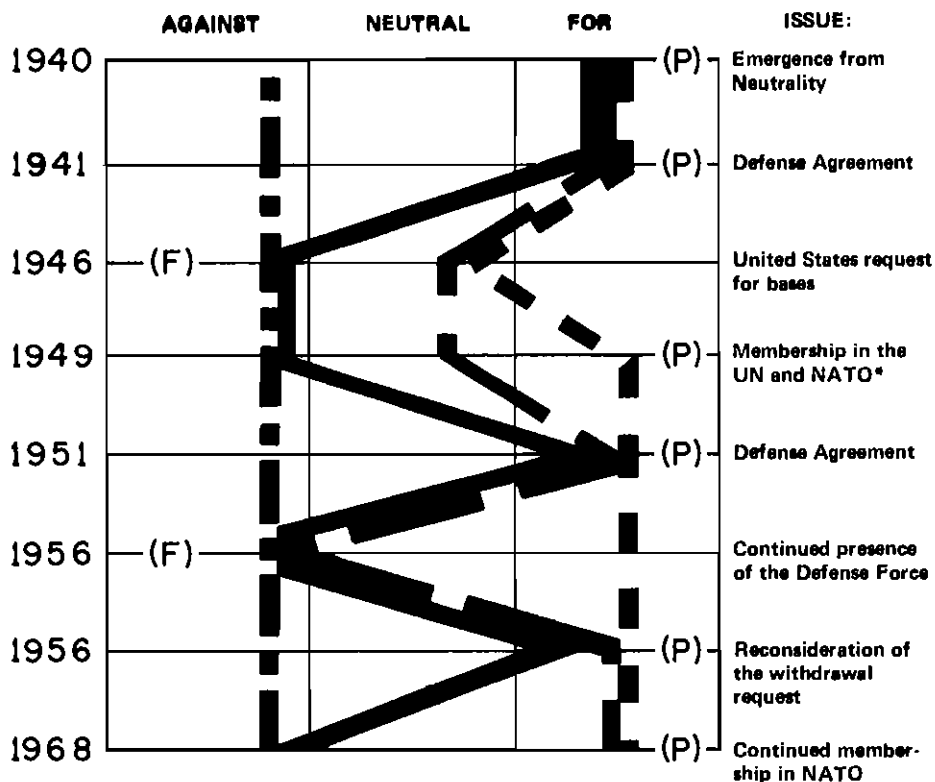 AGAINST NEUTRAL FOR ISSUE:
1940 (P) Emergence from
Neutrality
1941 (P) Defense Agreement
1946 (F) United States request
for bases
1949 (P) Membership in the
UN and NATO*
1951 (P) Defense Agreement
1956 (F) Continued presence
of the Defense Force
1956 (P) Reconsideration of
the withdrawal
request
1968 (P) Continued member-
ship in NATO